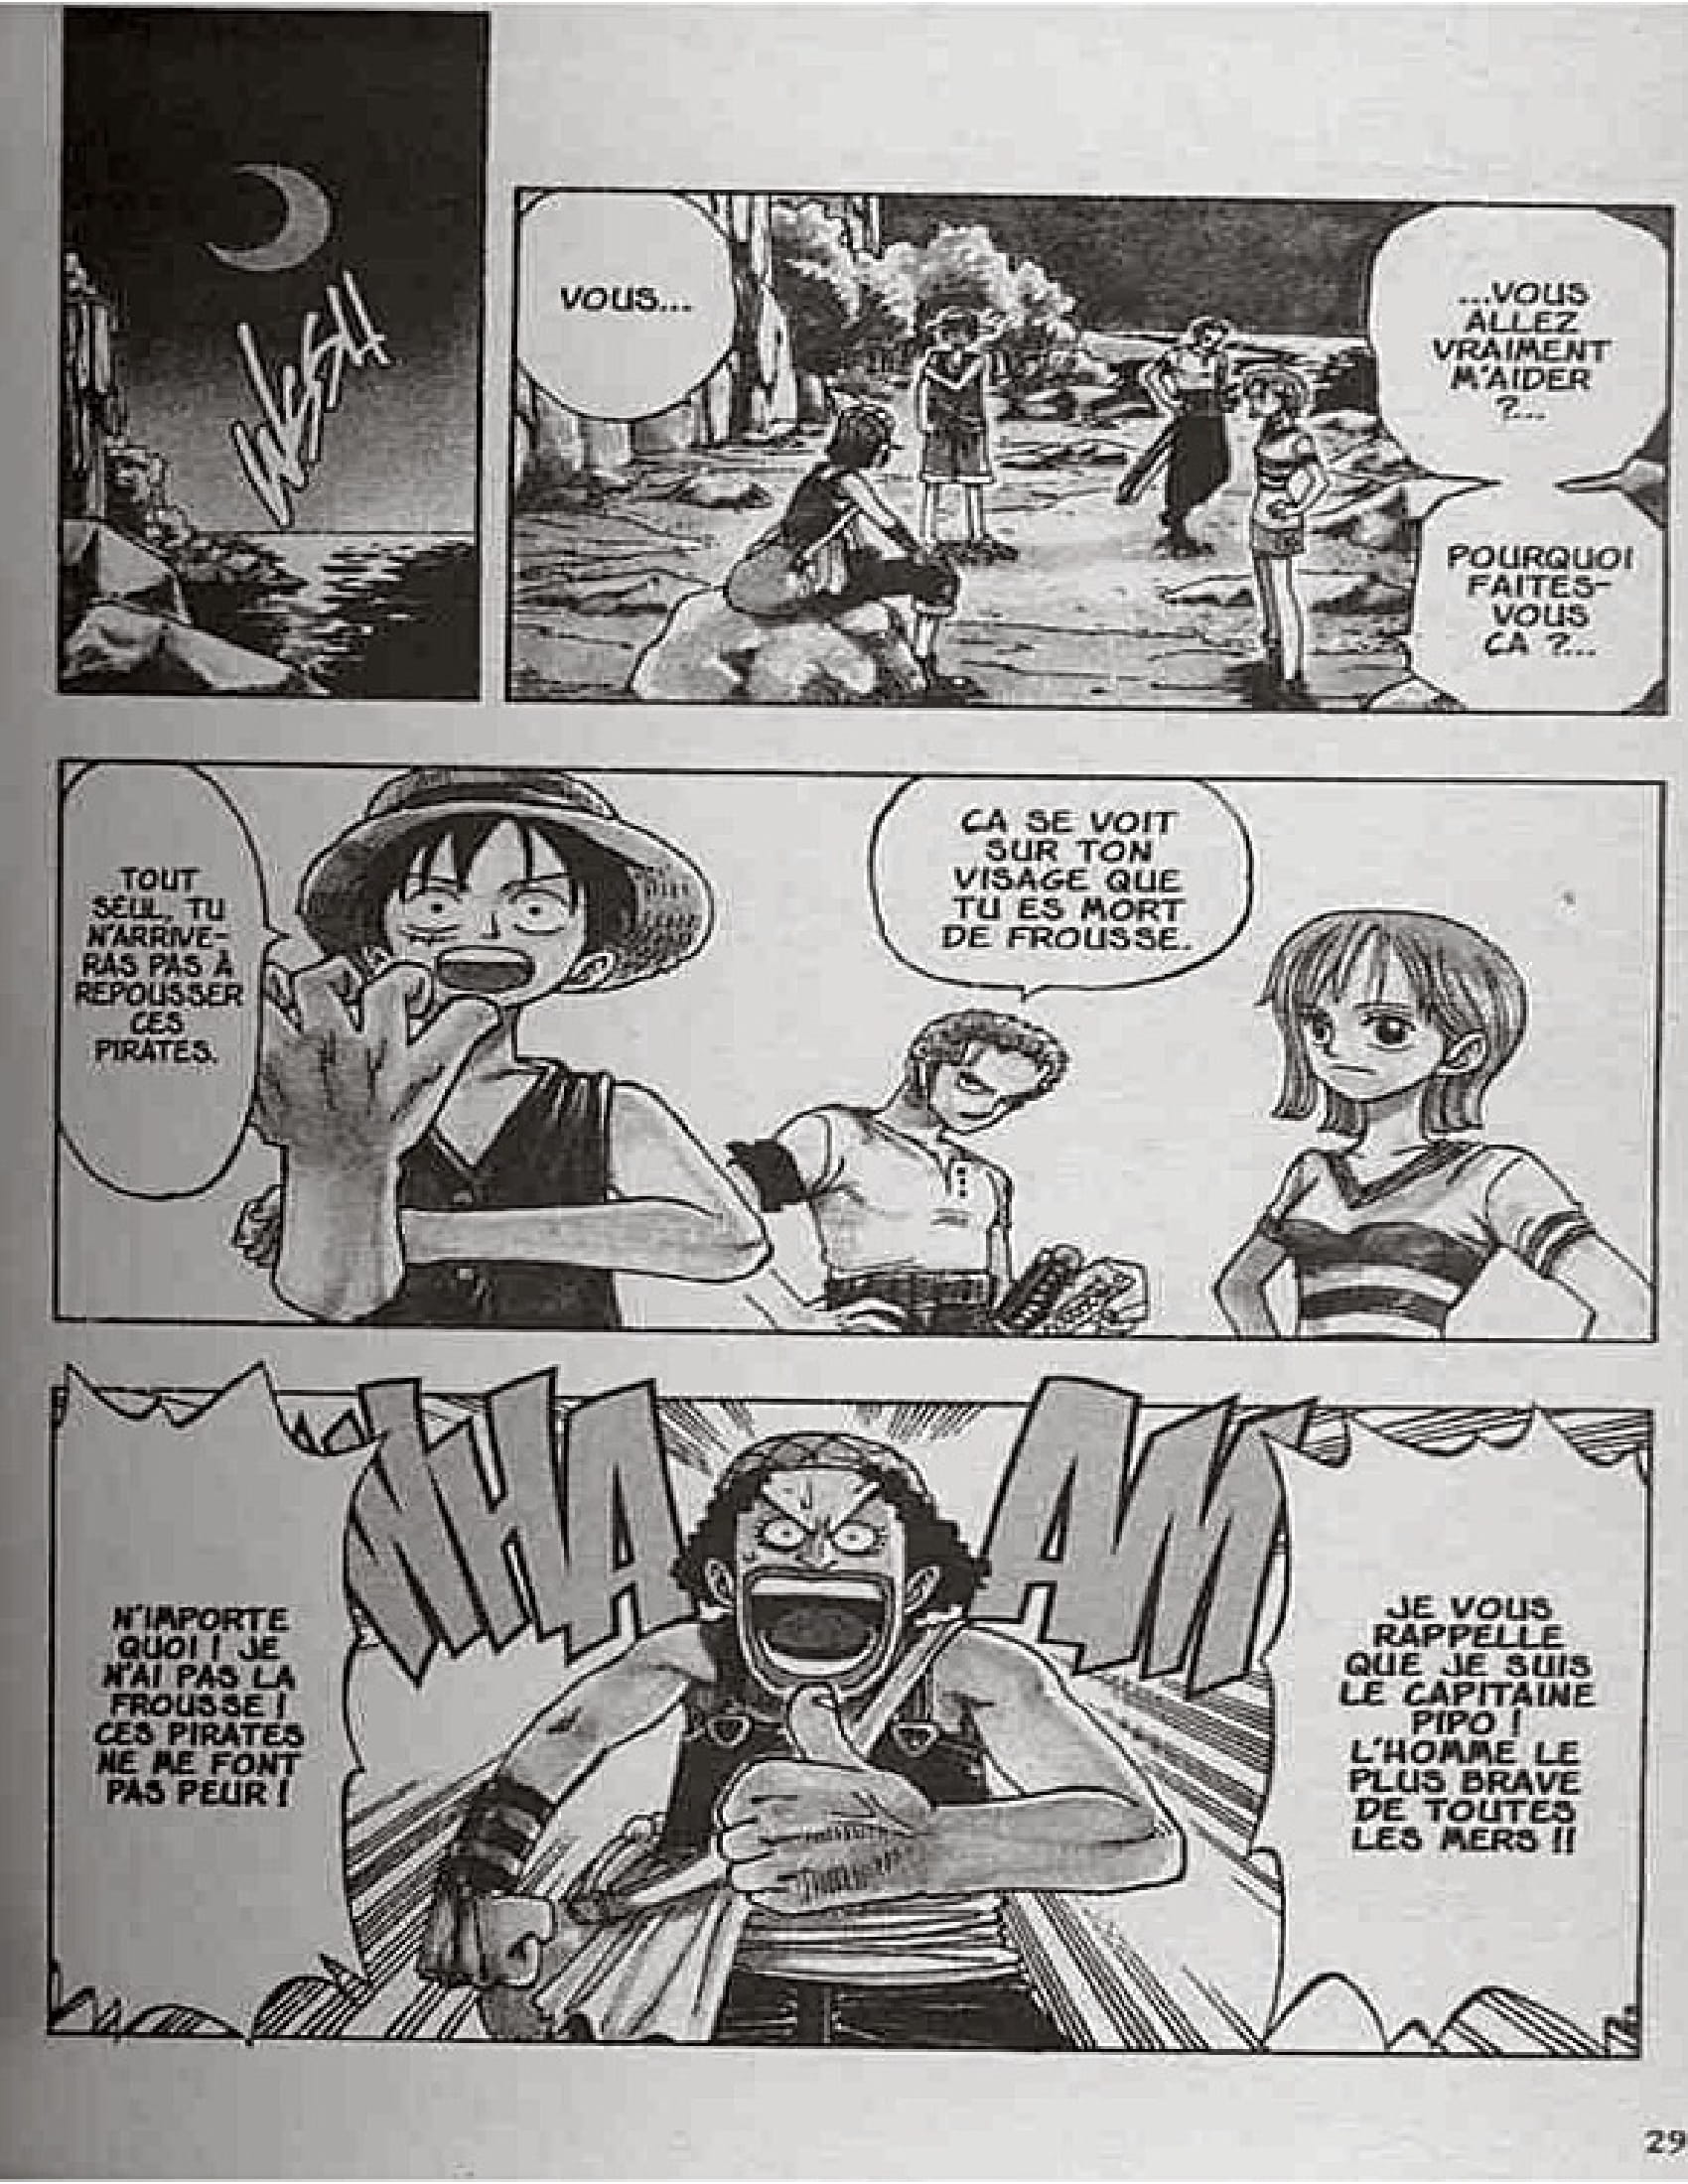 VOUS...
...VOUS
ALLEZ
VRAIMENT
M'AIDER
?...
POURQUOI
FAITES-
VOUS
ÇA ?...
TOUT
SEUL, TU
N'ARRIVE-
RAS PAS À
REPOUSSER
CES
PIRATES.
ÇA SE VOIT
SUR TON
VISAGE QUE
TU ES MORT
DE FROUSSE.
N'IMPORTE
QUOI ! JE
N'AI PAS LA
FROUSSE !
CES PIRATES
NE ME FONT
PAS PEUR !
WHA AM
JE VOUS
RAPPELLE
QUE JE SUIS
LE CAPITAINE
PIPO !
L'HOMME LE
PLUS BRAVE
DE TOUTES
LES MERS !!
29